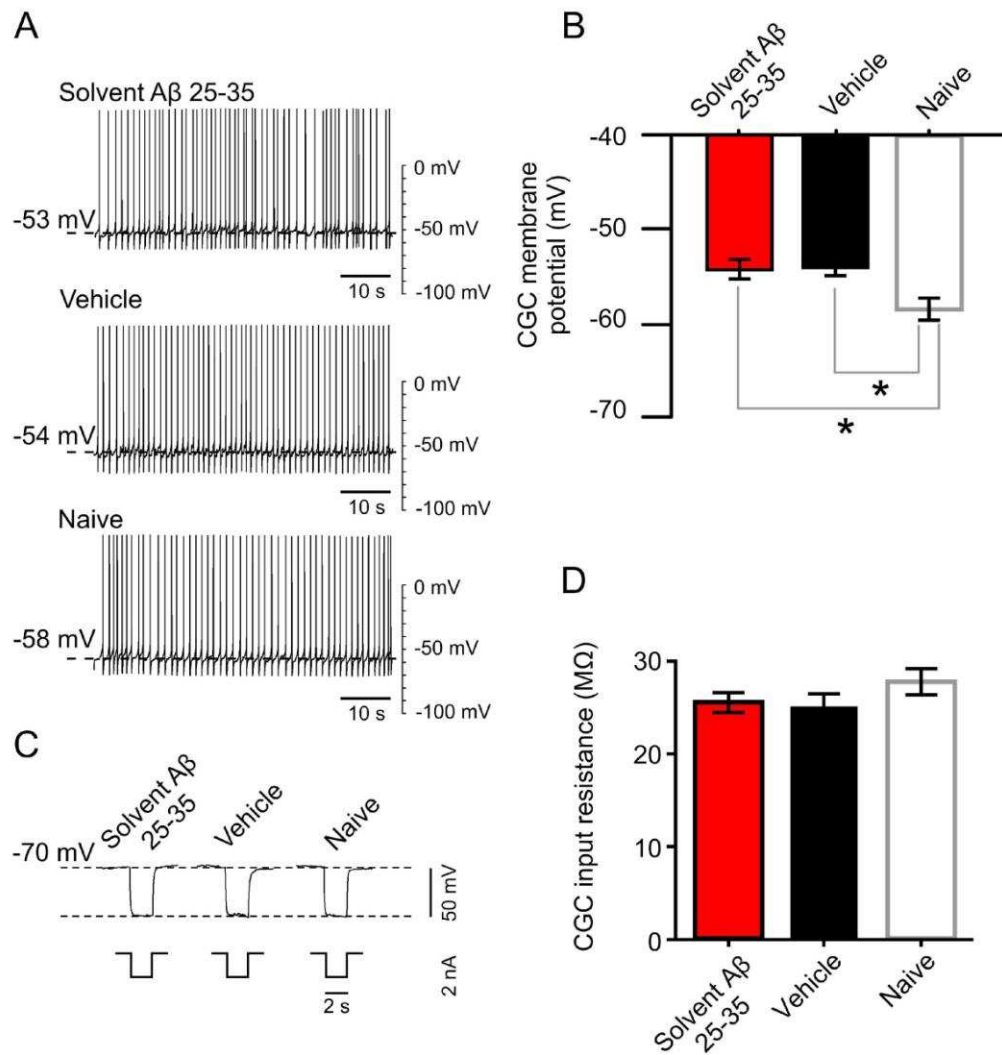 A
Solvent Aβ 25-35
0 mV
-53 mV
-50 mV
-100 mV
10 s
Vehicle
0 mV
-54 mV
-50 mV
-100 mV
10 s
Naive
0 mV
-58 mV
-50 mV
-100 mV
10 s
B
Solvent Aβ
25-35
Vehicle
Naive
-40
-50
-60
-70
CGC membrane
potential (mV)
*
*
C
Solvent Aβ
25-35
Vehicle
Naive
-70 mV
50 mV
2 nA
2 s
D
30
20
10
0
CGC input resistance (MΩ)
Solvent Aβ
25-35
Vehicle
Naive